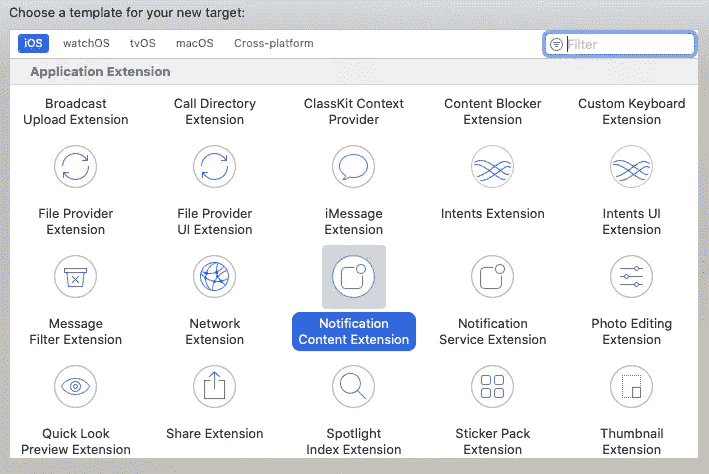 Choose a template for your new target:
iOS watchOS tvOS macOS Cross-platform Filter
Application Extension
Broadcast Call Directory ClassKit Context Content Blocker Custom Keyboard
Upload Extension Extension Provider Extension Extension
File Provider File Provider iMessage Intents Extension Intents UI
Extension UI Extension Extension Extension
Message Network Notification Notification Photo Editing
Filter Extension Extension Content Extension Service Extension Extension
Quick Look Share Extension Spotlight Sticker Pack Thumbnail
Preview Extension Index Extension Extension Extension